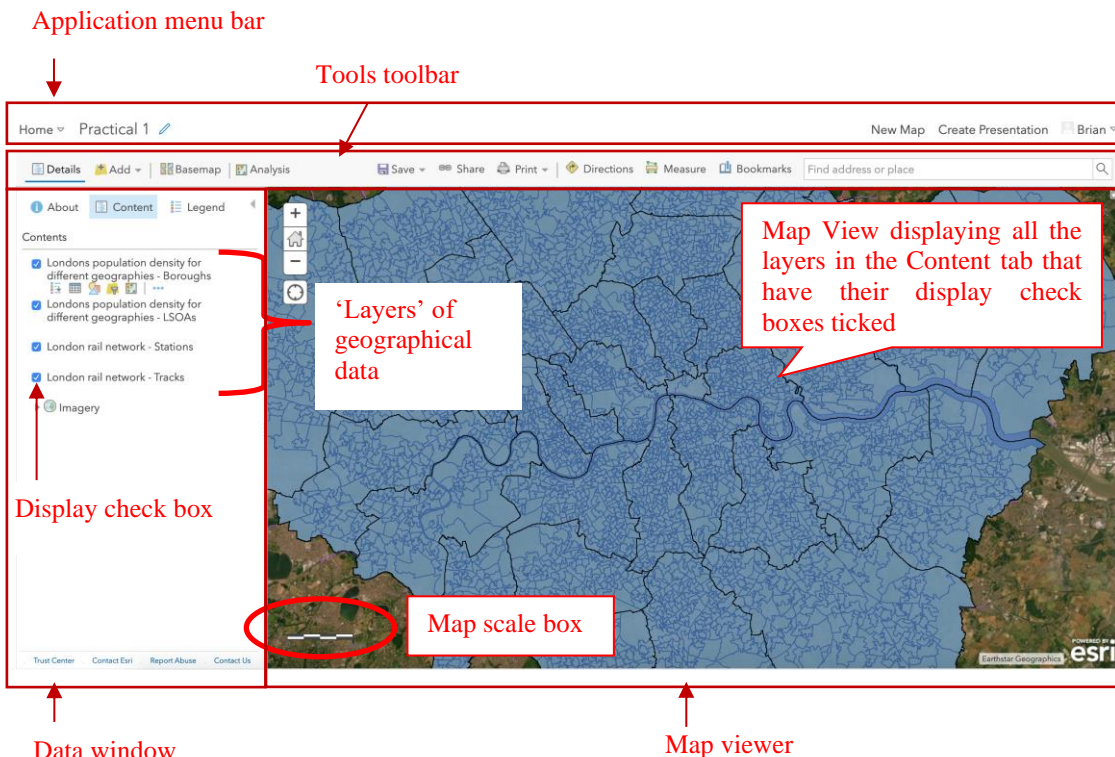 Application menu bar
Tools toolbar
Home Practical 1
New Map Create Presentation Brian
Details Add Basemap Analysis
Save Share Print Directions Measure Bookmarks Find address or place
About Content Legend
Contents
Londons population density for
different geographies - Boroughs
Londons population density for
different geographies - LSOAs
London rail network - Stations
London rail network - Tracks
Imagery
‘Layers’ of
geographical
data
Map View displaying all the
layers in the Content tab that
have their display check
boxes ticked
Display check box
Map scale box
Trust Center Contact Esri Report Abuse Contact Us
Earthstar Geographics
POWERED BY
esri
Data window
Map viewer